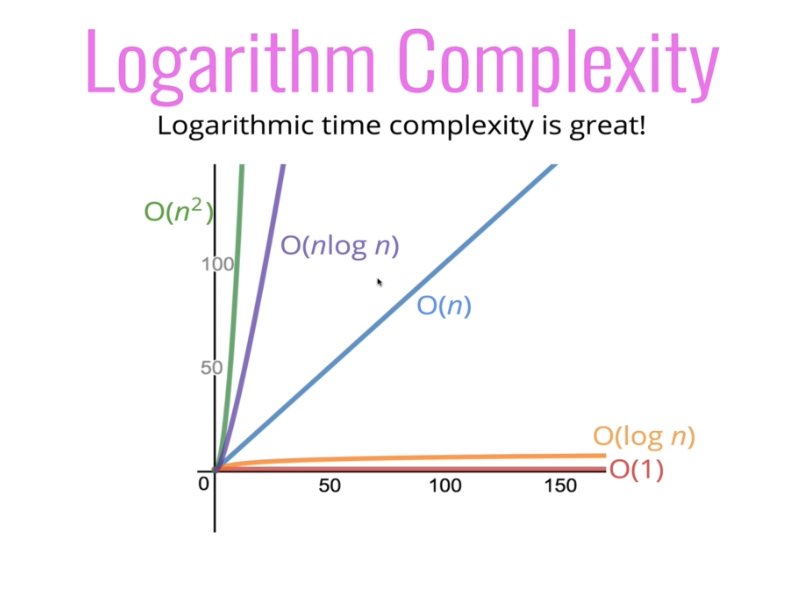 Logarithm Complexity
Logarithmic time complexity is great!
O(n²)
O(nlog n)
100
O(n)
50
O(log n)
O(1)
0 50 100 150